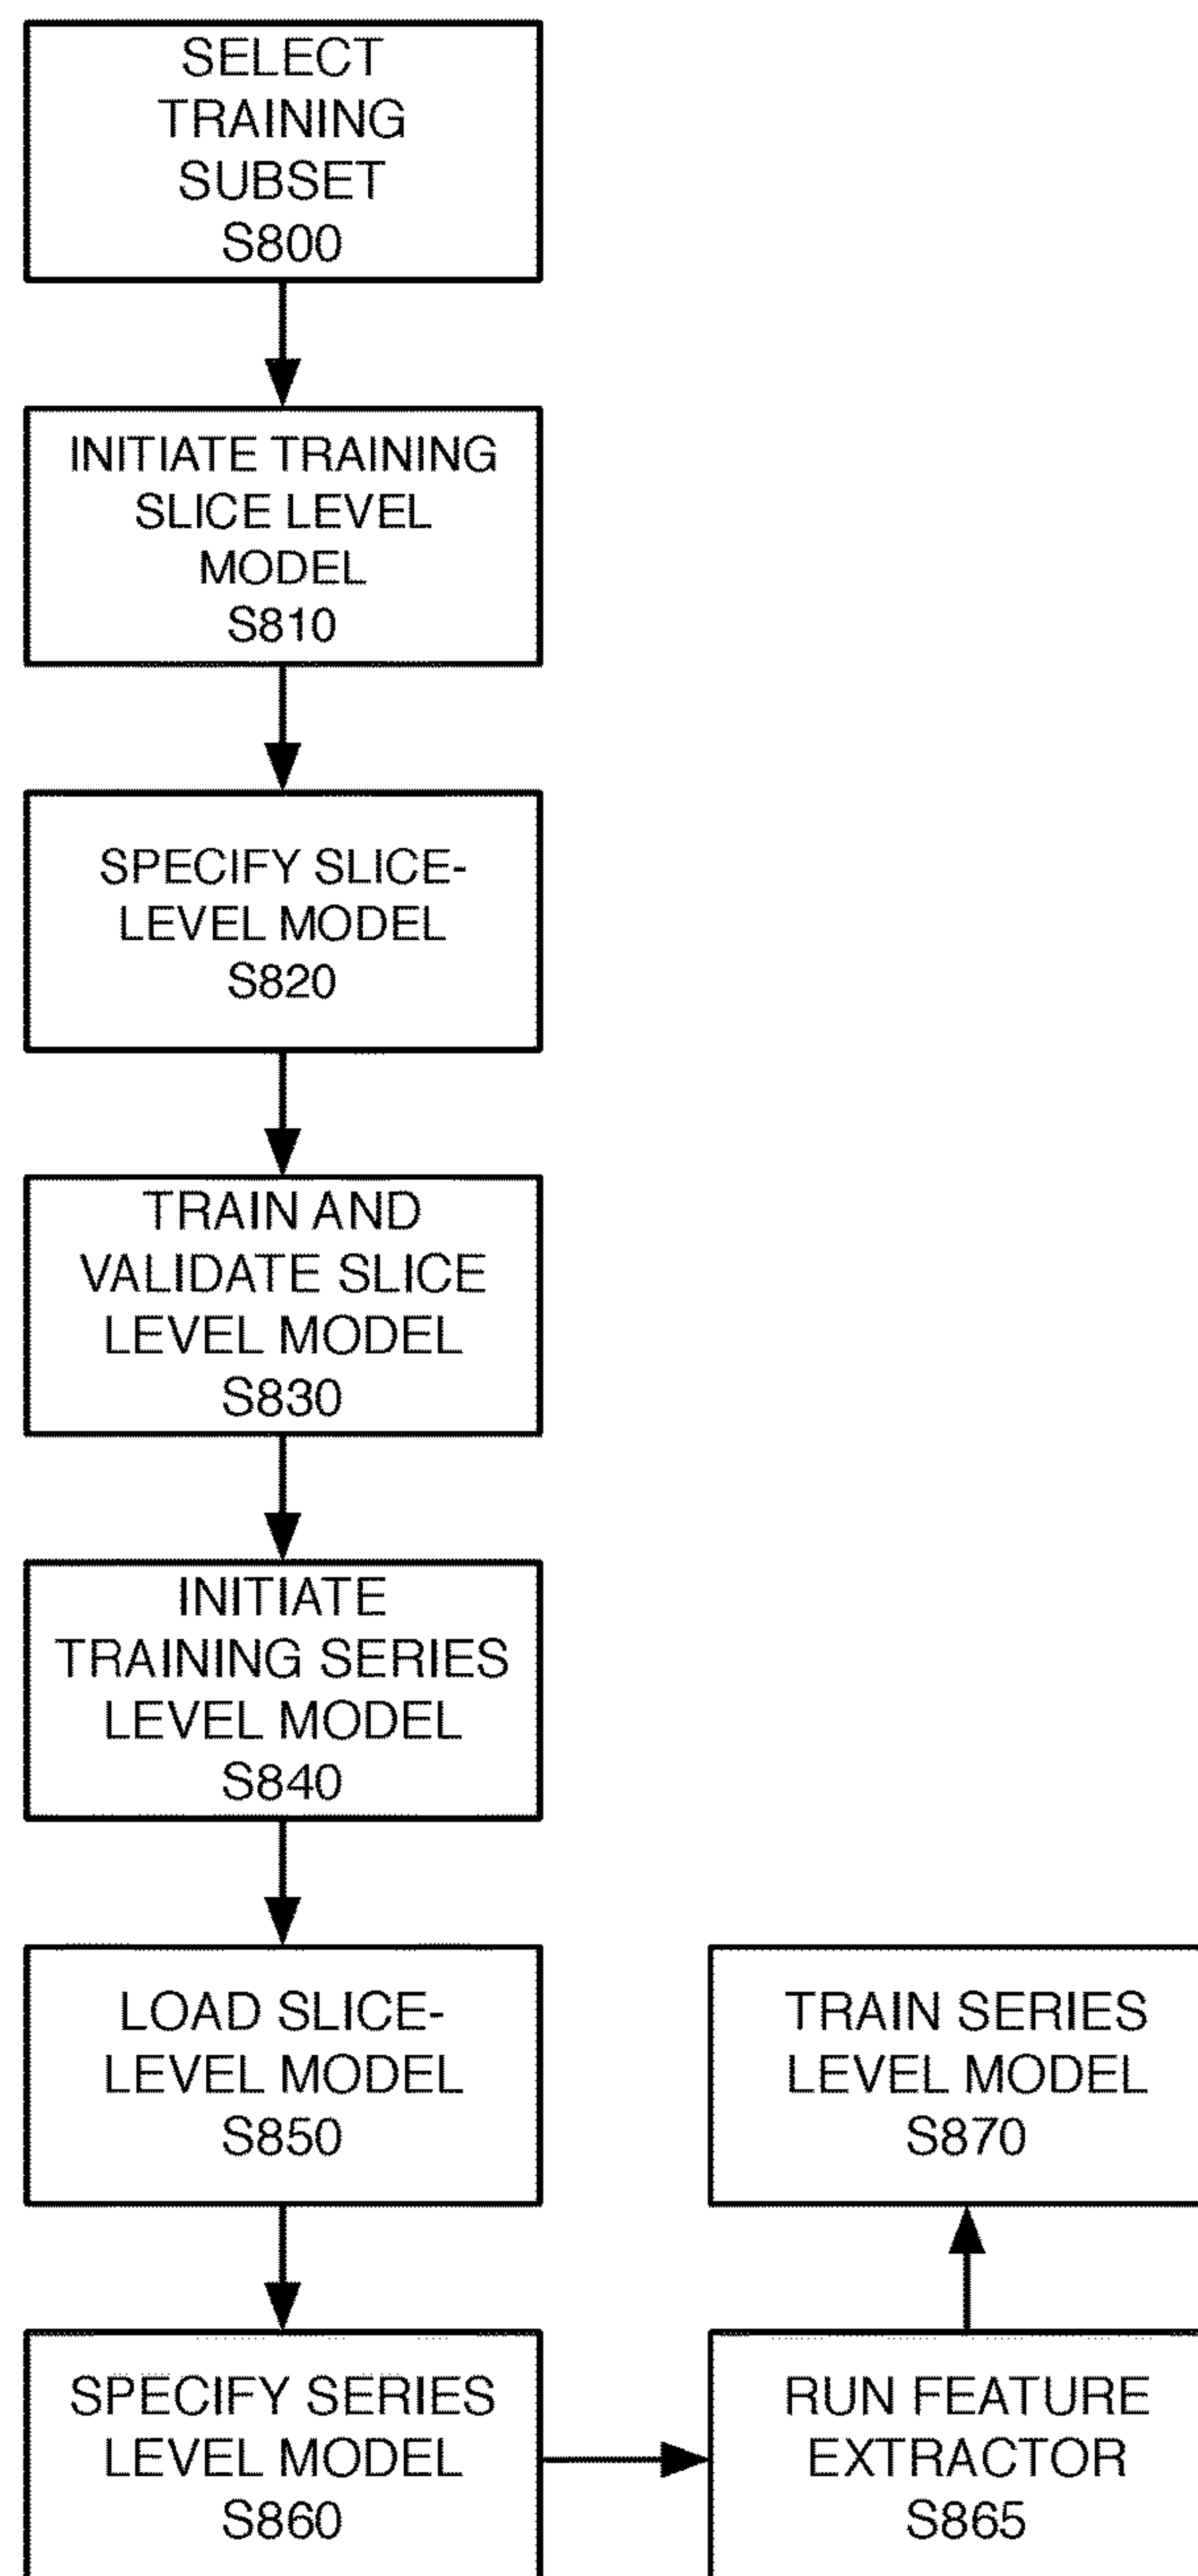 SELECT
TRAINING
SUBSET
S800
INITIATE TRAINING
SLICE LEVEL
MODEL
S810
SPECIFY SLICE-
LEVEL MODEL
S820
TRAIN AND
VALIDATE SLICE
LEVEL MODEL
S830
INITIATE
TRAINING SERIES
LEVEL MODEL
S840
LOAD SLICE-
LEVEL MODEL
S850
SPECIFY SERIES
LEVEL MODEL
S860
RUN FEATURE
EXTRACTOR
S865
TRAIN SERIES
LEVEL MODEL
S870